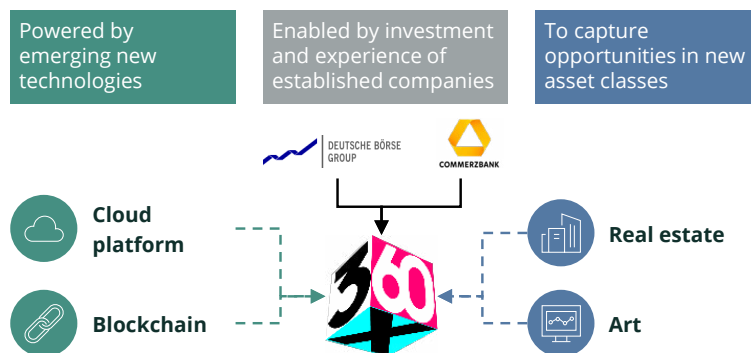 Powered by
emerging new
technologies
Enabled by investment
and experience of
established companies
To capture
opportunities in new
asset classes
DEUTSCHE BÖRSE
GROUP
COMMERZBANK
Cloud
platform
Blockchain
360
X
Real estate
Art